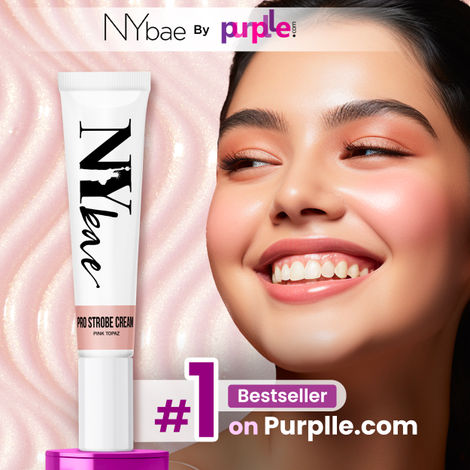 NYbae By purplle.com
NY
bae
PRO STROBE CREAM
PINK TOPAZ
#1 Bestseller
on Purplle.com